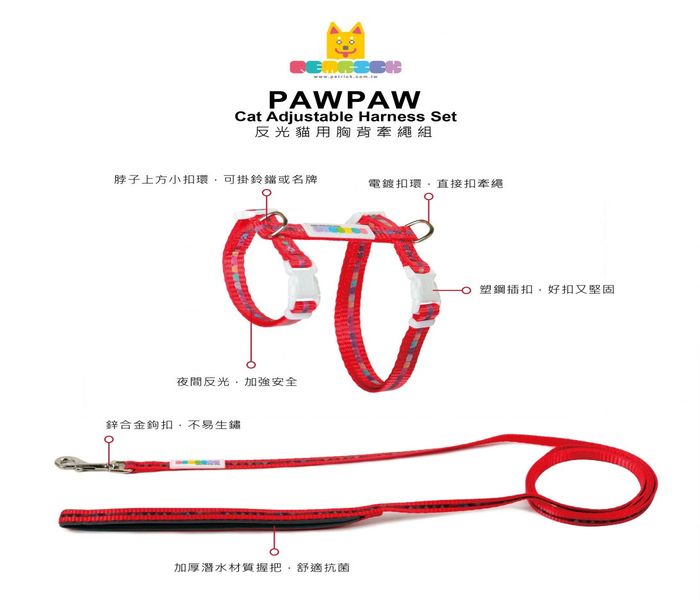 PETRICK
www.petrick.com.tw
PAWPAW
Cat Adjustable Harness Set
反光貓用胸背牽繩組
脖子上方小扣環，可掛鈴鐺或名牌
電鍍扣環，直接扣牽繩
塑鋼插扣，好扣又堅固
夜間反光，加強安全
鋅合金鉤扣，不易生鏽
加厚潛水材質握把，舒適抗菌